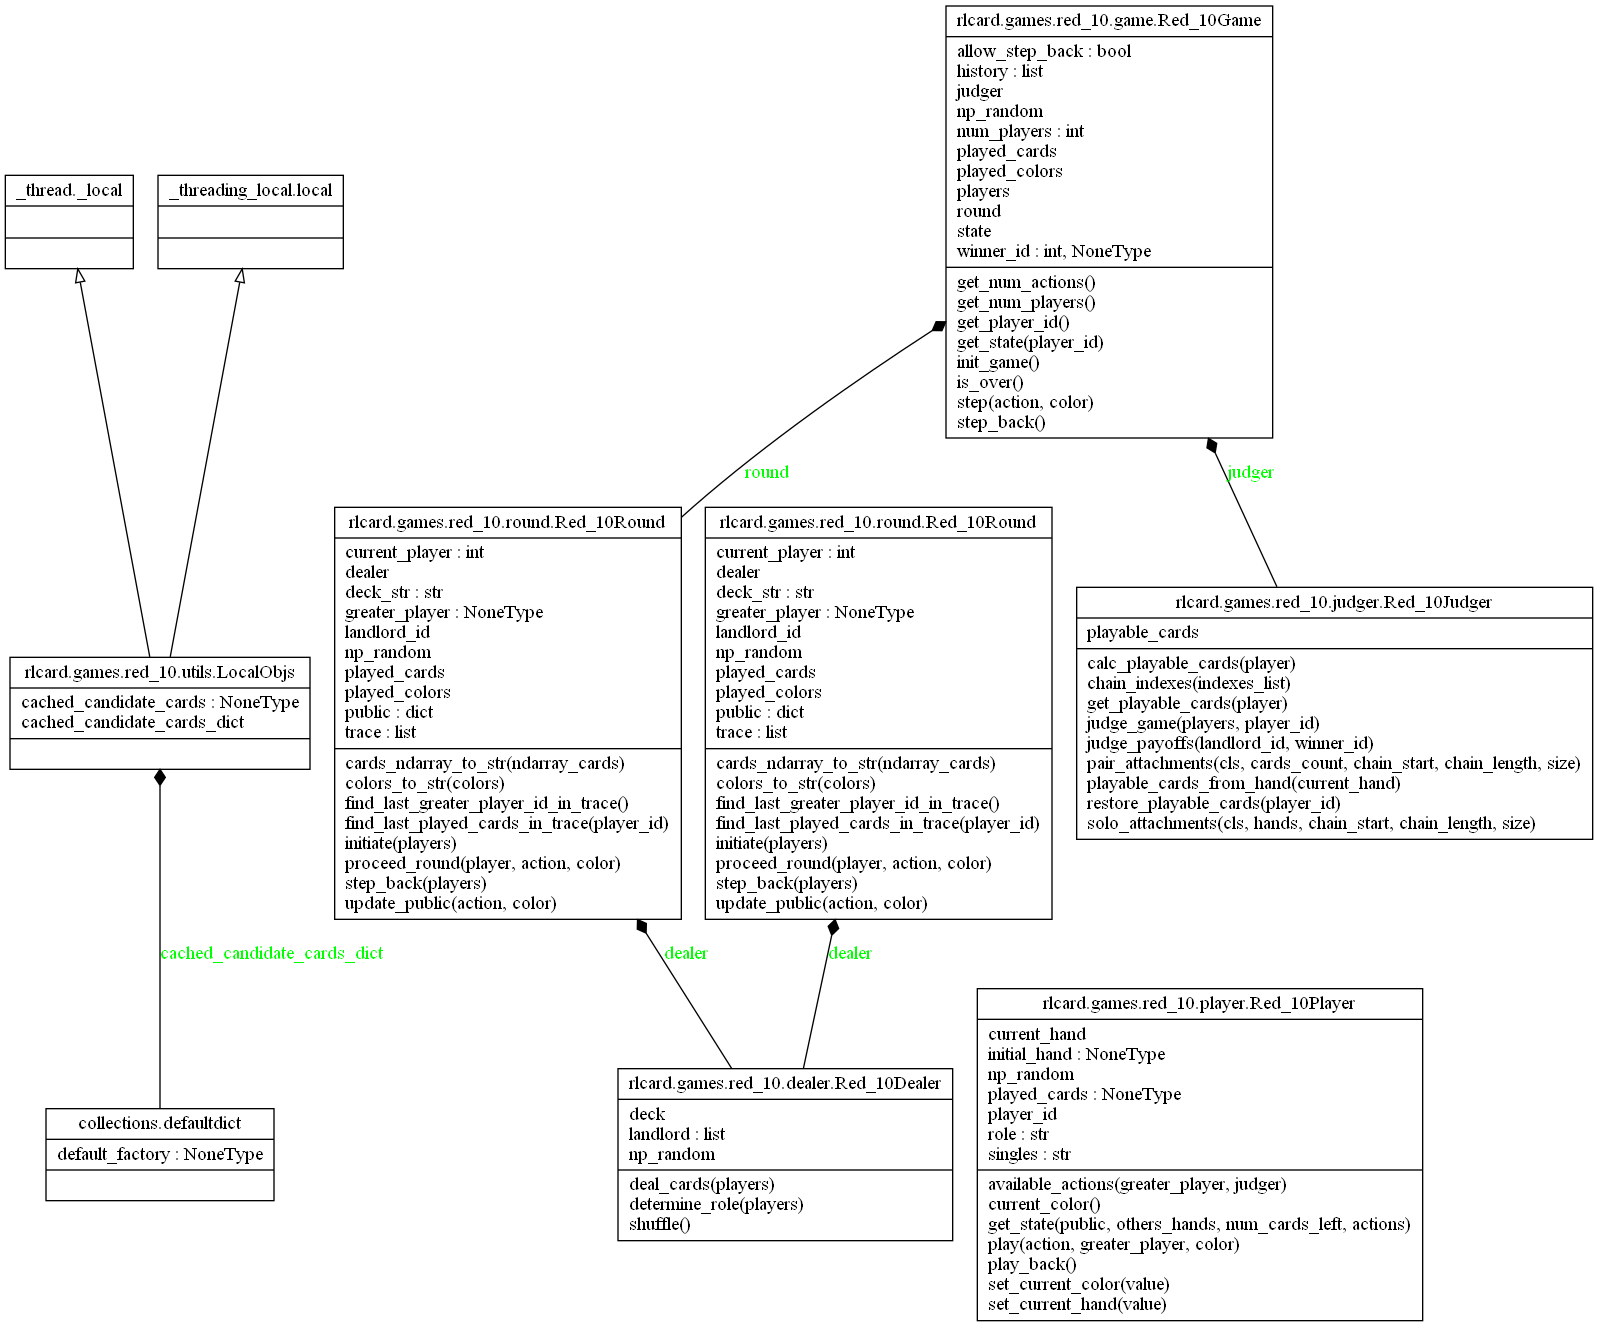 rlcard.games.red_10.game.Red_10Game
allow_step_back : bool
history : list
judger
np_random
num_players : int
played_cards
played_colors
players
round
state
winner_id : int, NoneType
get_num_actions()
get_num_players()
get_player_id()
get_state(player_id)
init_game()
is_over()
step(action, color)
step_back()
_thread._local
_threading_local.local
round
judger
rlcard.games.red_10.utils.LocalObjs
cached_candidate_cards : NoneType
cached_candidate_cards_dict
rlcard.games.red_10.round.Red_10Round
current_player : int
dealer
deck_str : str
greater_player : NoneType
landlord_id
np_random
played_cards
played_colors
public : dict
trace : list
cards_ndarray_to_str(ndarray_cards)
colors_to_str(colors)
find_last_greater_player_id_in_trace()
find_last_played_cards_in_trace(player_id)
initiate(players)
proceed_round(player, action, color)
step_back(players)
update_public(action, color)
rlcard.games.red_10.round.Red_10Round
current_player : int
dealer
deck_str : str
greater_player : NoneType
landlord_id
np_random
played_cards
played_colors
public : dict
trace : list
cards_ndarray_to_str(ndarray_cards)
colors_to_str(colors)
find_last_greater_player_id_in_trace()
find_last_played_cards_in_trace(player_id)
initiate(players)
proceed_round(player, action, color)
step_back(players)
update_public(action, color)
rlcard.games.red_10.judger.Red_10Judger
playable_cards
calc_playable_cards(player)
chain_indexes(indexes_list)
get_playable_cards(player)
judge_game(players, player_id)
judge_payoffs(landlord_id, winner_id)
pair_attachments(cls, cards_count, chain_start, chain_length, size)
playable_cards_from_hand(current_hand)
restore_playable_cards(player_id)
solo_attachments(cls, hands, chain_start, chain_length, size)
cached_candidate_cards_dict
dealer
dealer
collections.defaultdict
default_factory : NoneType
rlcard.games.red_10.dealer.Red_10Dealer
deck
landlord : list
np_random
deal_cards(players)
determine_role(players)
shuffle()
rlcard.games.red_10.player.Red_10Player
current_hand
initial_hand : NoneType
np_random
played_cards : NoneType
player_id
role : str
singles : str
available_actions(greater_player, judger)
current_color()
get_state(public, others_hands, num_cards_left, actions)
play(action, greater_player, color)
play_back()
set_current_color(value)
set_current_hand(value)